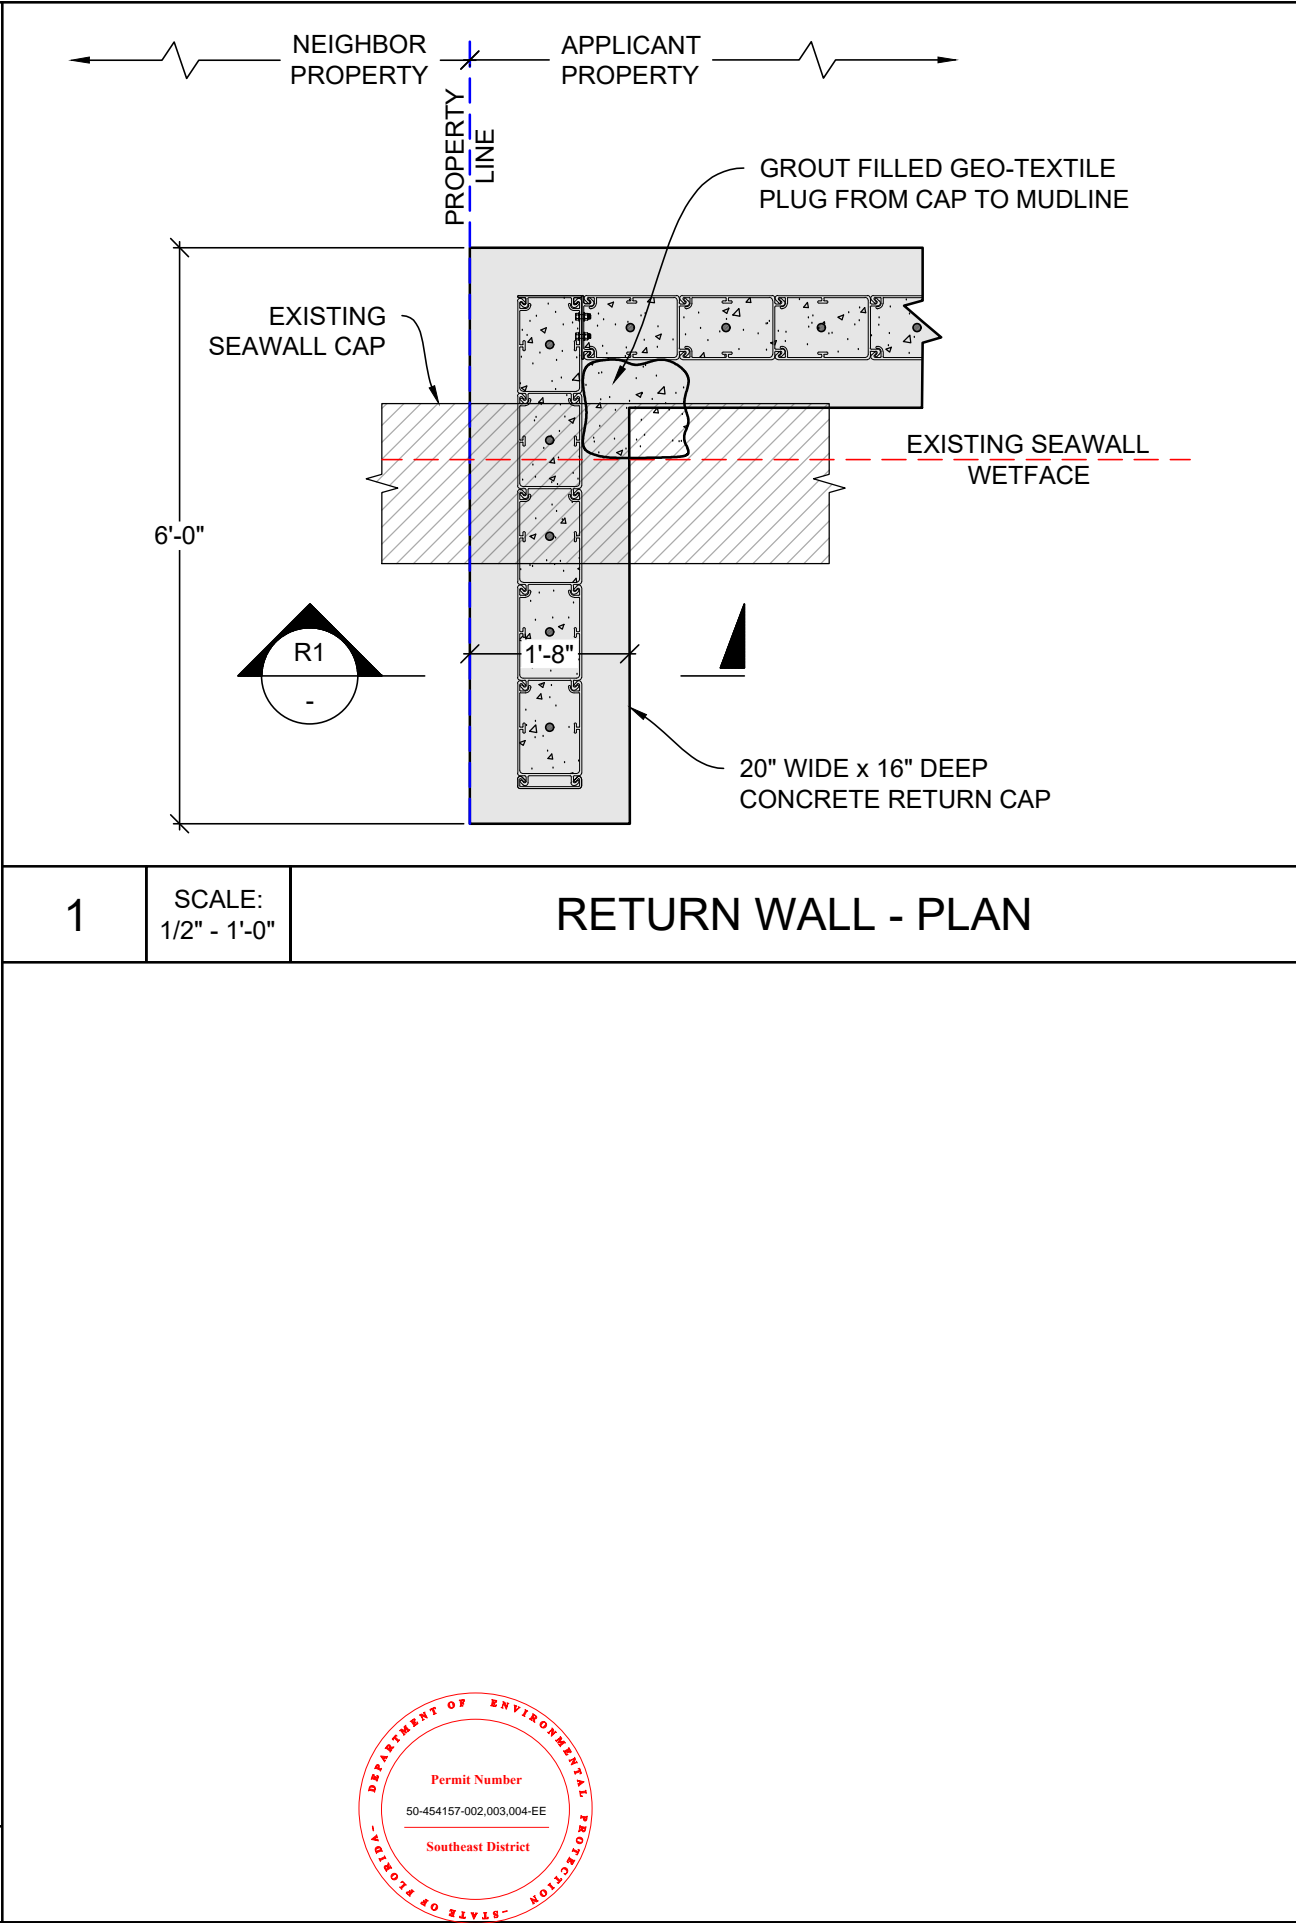 NEIGHBOR
PROPERTY
APPLICANT
PROPERTY
PROPERTY
LINE
GROUT FILLED GEO-TEXTILE
PLUG FROM CAP TO MUDLINE
EXISTING
SEAWALL CAP
EXISTING SEAWALL
WETFACE
6'-0"
R1
-
1'-8"
20" WIDE x 16" DEEP
CONCRETE RETURN CAP
1
SCALE:
1/2" - 1'-0"
RETURN WALL - PLAN
DEPARTMENT OF ENVIRONMENTAL PROTECTION
-STATE OF FLORIDA-
Permit Number
50-454157-002,003,004-EE
Southeast District